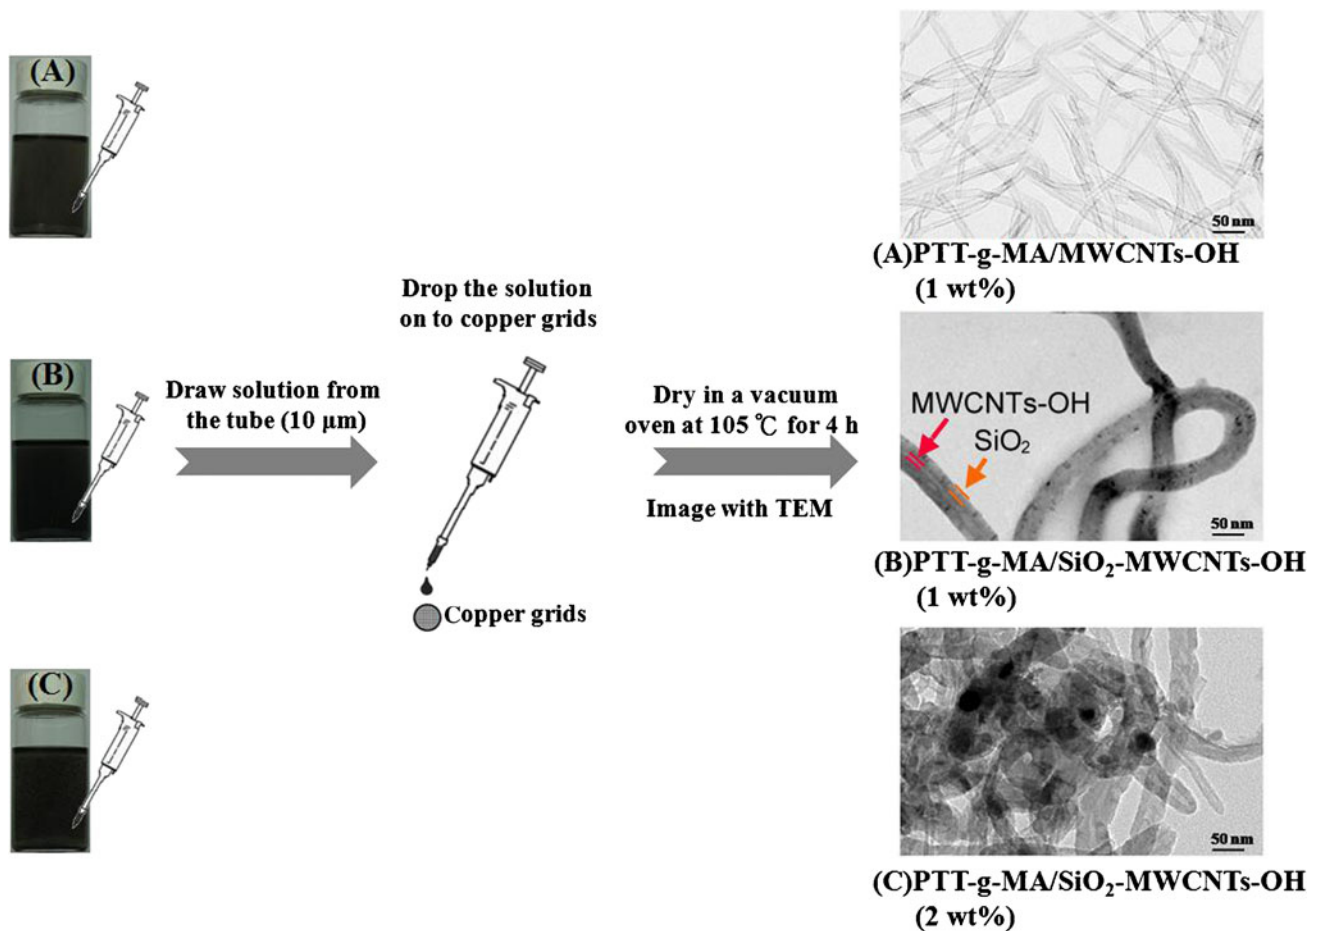 (A)
50 nm
(A)PTT-g-MA/MWCNTs-OH
(1 wt%)
Drop the solution
on to copper grids
(B)
Draw solution from
the tube (10 μm)
Dry in a vacuum
oven at 105 ℃ for 4 h
Image with TEM
MWCNTs-OH
SiO₂
50 nm
(B)PTT-g-MA/SiO₂-MWCNTs-OH
(1 wt%)
Copper grids
(C)
50 nm
(C)PTT-g-MA/SiO₂-MWCNTs-OH
(2 wt%)